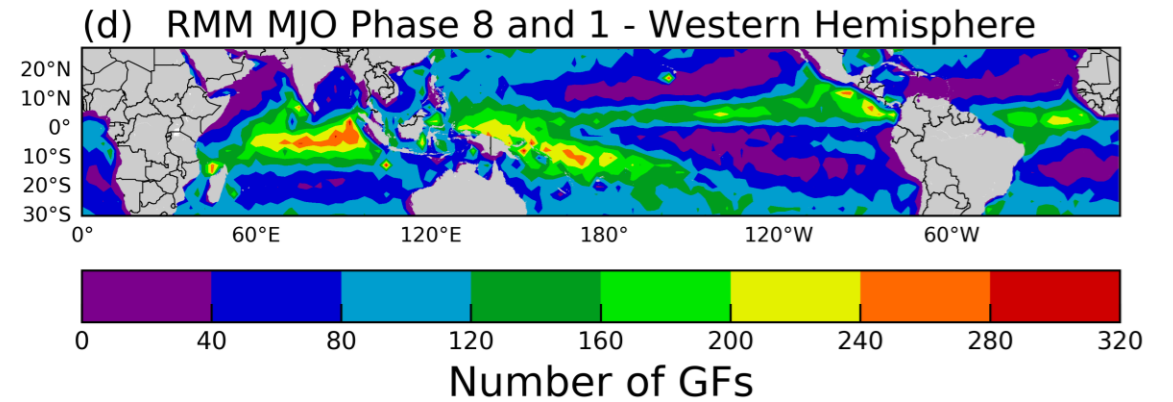 (d) RMM MJO Phase 8 and 1 - Western Hemisphere
20°N
10°N
0°
10°S
20°S
30°S
0° 60°E 120°E 180° 120°W 60°W
0 40 80 120 160 200 240 280 320
Number of GFs